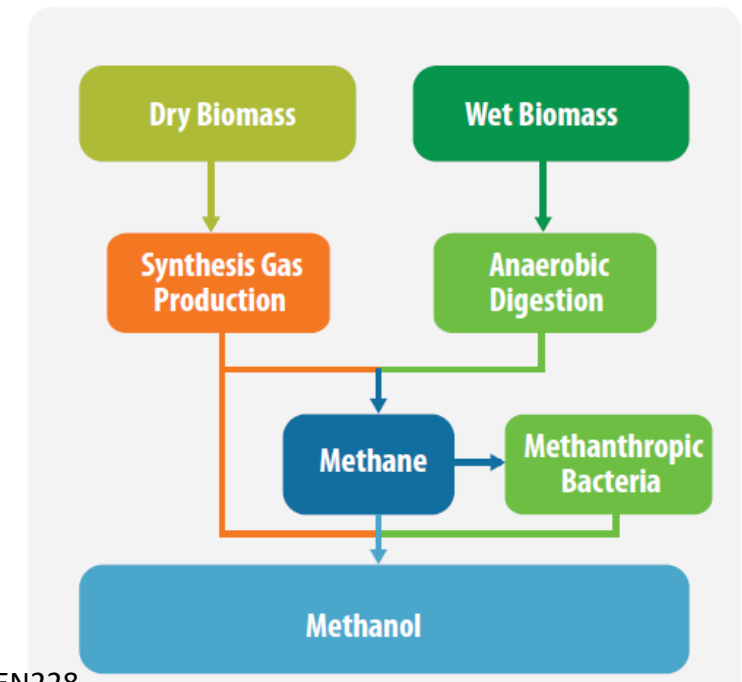 Dry Biomass
Wet Biomass
Synthesis Gas
Production
Anaerobic
Digestion
Methane
Methanthropic
Bacteria
Methanol